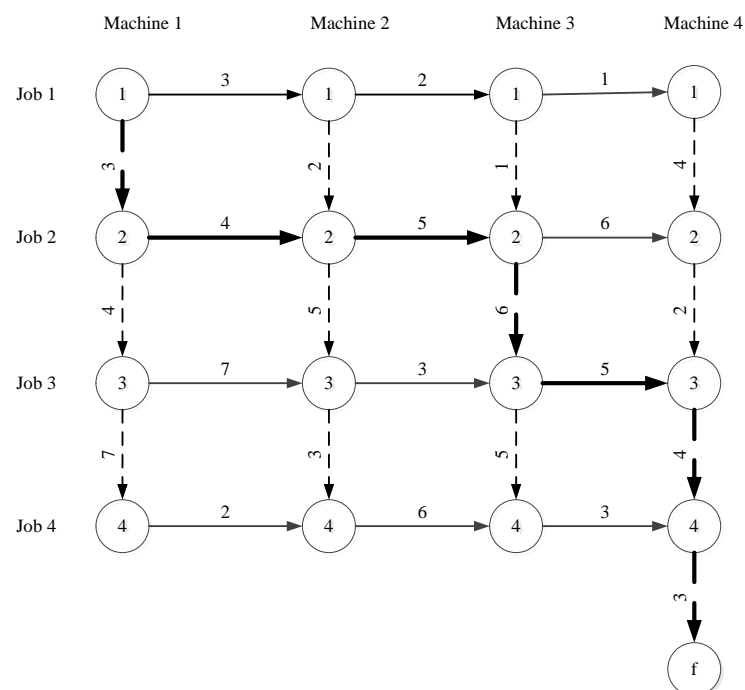 Machine 1 Machine 2 Machine 3 Machine 4
3 2 1
Job 1 1 1 1 1
3 2 1 4
4 5 6
Job 2 2 2 2 2
4 5 6 2
7 3 5
Job 3 3 3 3 3
7 3 5 4
2 6 3
Job 4 4 4 4 4
3
f